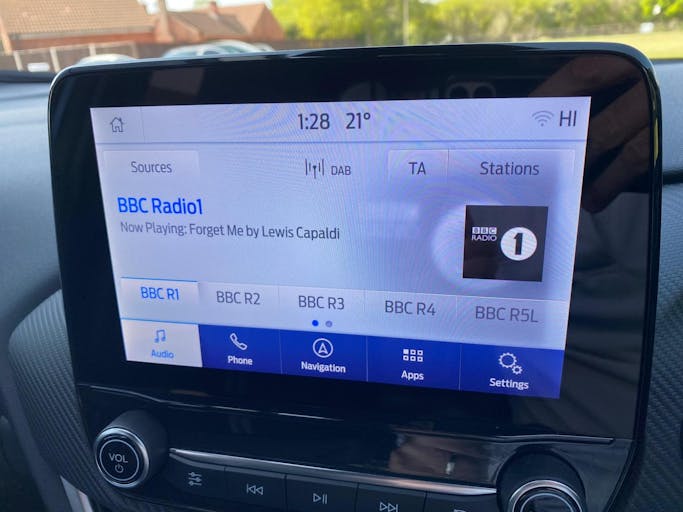 1:28 21° HI
Sources DAB TA Stations
BBC Radio1
Now Playing: Forget Me by Lewis Capaldi
BBC
RADIO 1
BBC R1 BBC R2 BBC R3 BBC R4 BBC R5L
Audio Phone Navigation Apps Settings
VOL